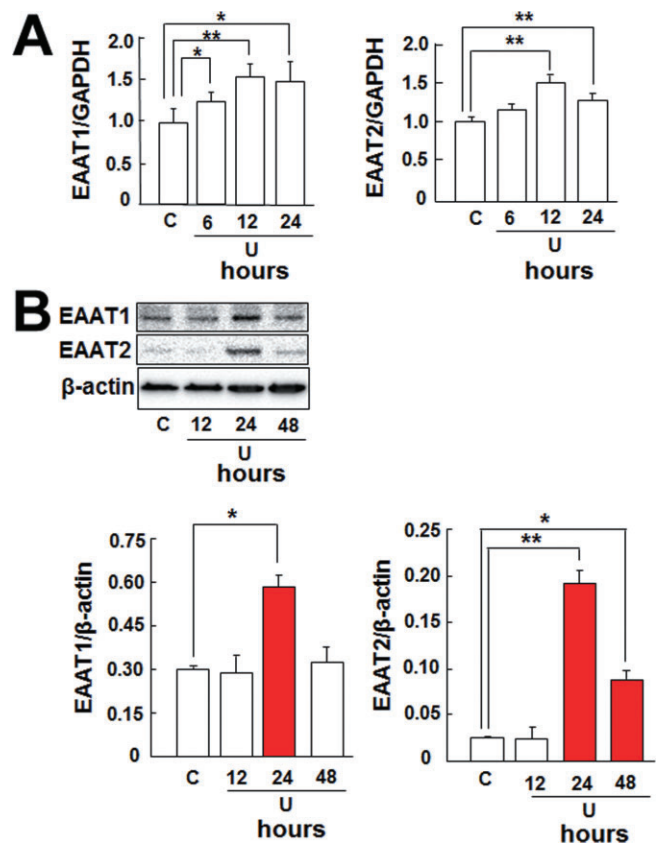 A
EAAT1/GAPDH
2.0
1.5
1.0
1.5
0
*
**
*
C 6 12 24
U
hours
EAAT2/GAPDH
2.0
1.5
1.0
1.5
0
**
**
C 6 12 24
U
hours
B
EAAT1
EAAT2
β-actin
C 12 24 48
U
hours
EAAT1/β-actin
0.75
0.60
0.45
0.30
0.15
0
*
C 12 24 48
U
hours
EAAT2/β-actin
0.25
0.20
0.15
0.10
0.05
0
*
**
C 12 24 48
U
hours